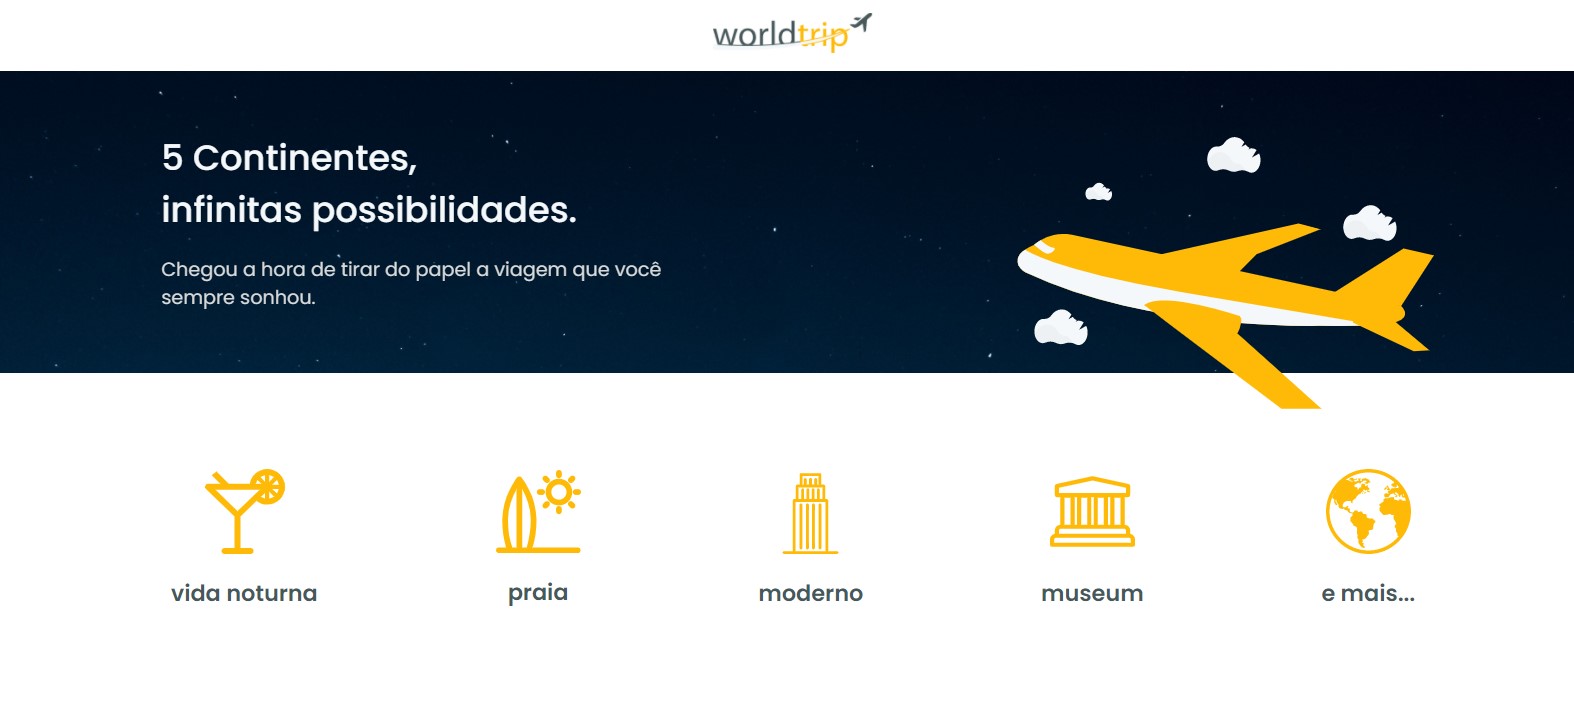 worldtrip
5 Continentes,
infinitas possibilidades.
Chegou a hora de tirar do papel a viagem que você
sempre sonhou.
vida noturna
praia
moderno
museum
e mais...